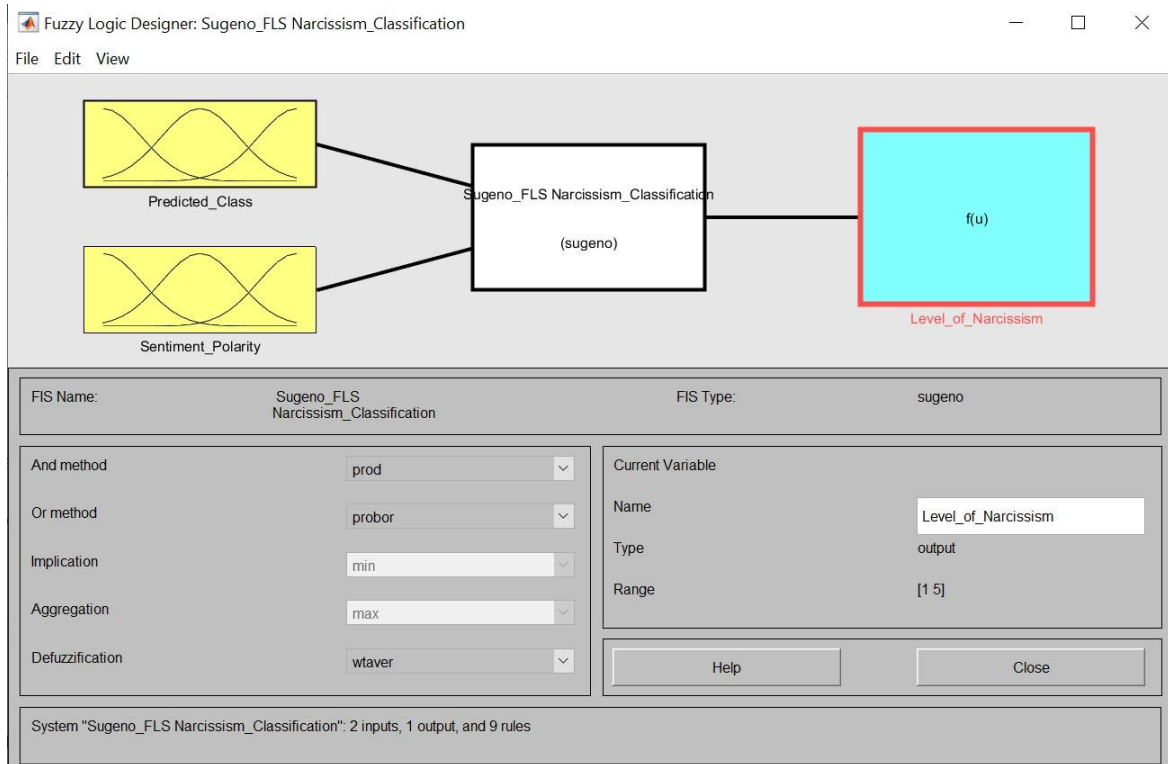 Fuzzy Logic Designer: Sugeno_FLS Narcissism_Classification
File Edit View
Predicted_Class
Sentiment_Polarity
Sugeno_FLS Narcissism_Classification
(sugeno)
f(u)
Level_of_Narcissism
FIS Name:
Sugeno_FLS
Narcissism_Classification
FIS Type:
sugeno
And method
prod
Or method
probor
Implication
min
Aggregation
max
Defuzzification
wtaver
Current Variable
Name
Level_of_Narcissism
Type
output
Range
[1 5]
Help
Close
System "Sugeno_FLS Narcissism_Classification": 2 inputs, 1 output, and 9 rules